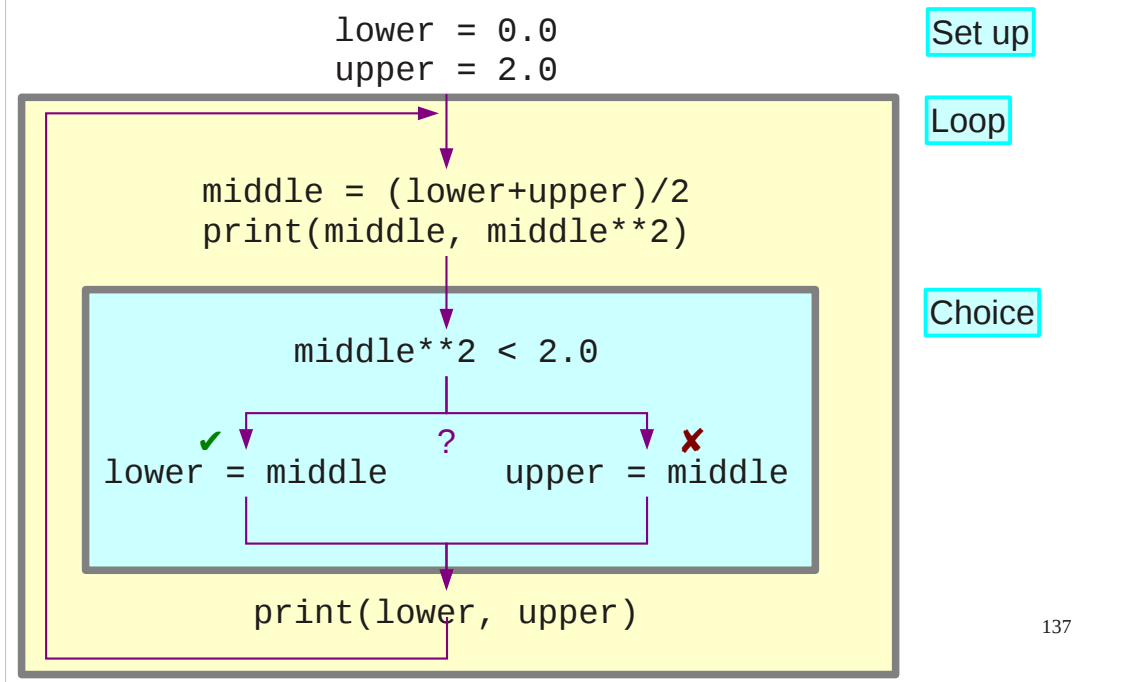 lower = 0.0
upper = 2.0
Set up
Loop
middle = (lower+upper)/2
print(middle, middle**2)
Choice
middle**2 < 2.0
✔ ? ✘
lower = middle upper = middle
print(lower, upper)
137